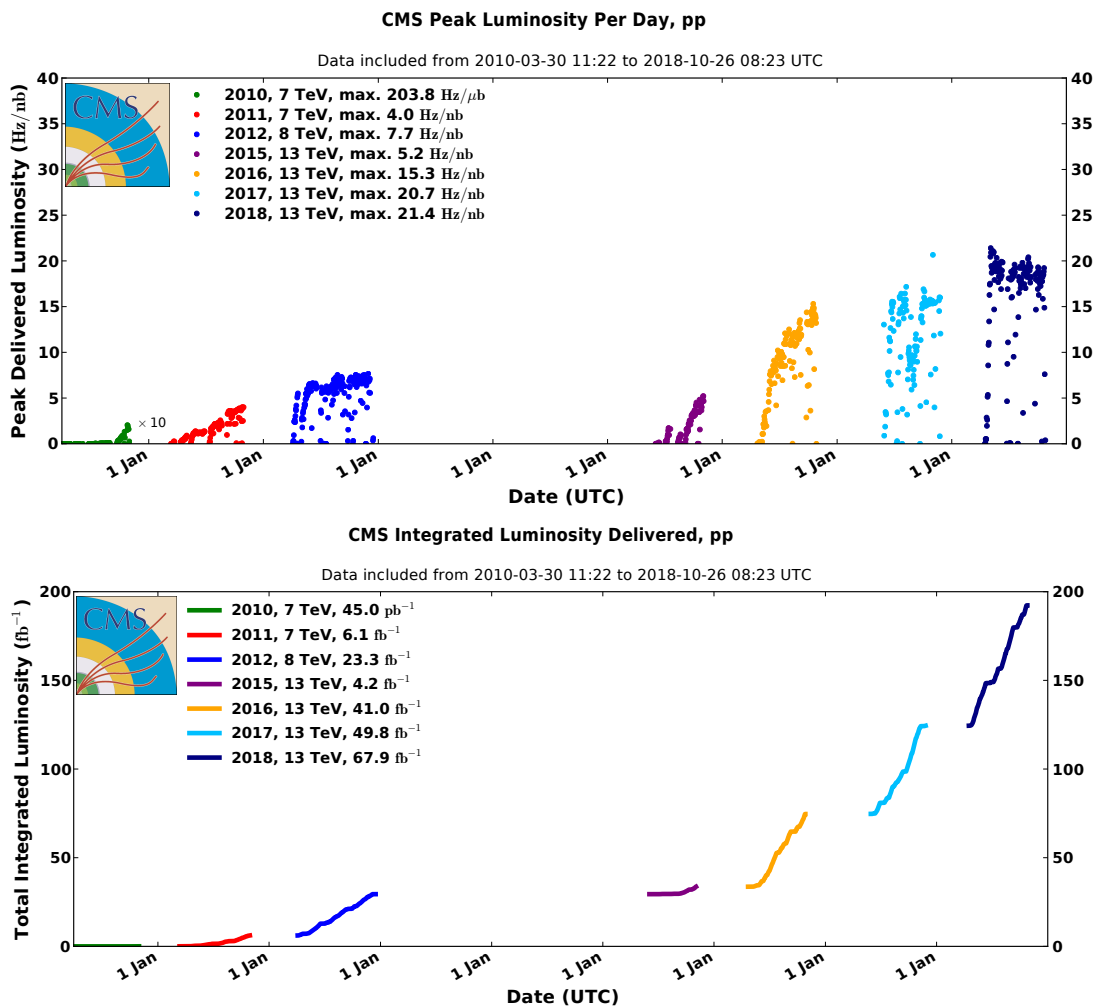 CMS Peak Luminosity Per Day, pp
Data included from 2010-03-30 11:22 to 2018-10-26 08:23 UTC
Peak Delivered Luminosity (Hz/nb)
40
35
30
25
20
15
10
5
0
CMS
2010, 7 TeV, max. 203.8 Hz/μb
2011, 7 TeV, max. 4.0 Hz/nb
2012, 8 TeV, max. 7.7 Hz/nb
2015, 13 TeV, max. 5.2 Hz/nb
2016, 13 TeV, max. 15.3 Hz/nb
2017, 13 TeV, max. 20.7 Hz/nb
2018, 13 TeV, max. 21.4 Hz/nb
× 10
40
35
30
25
20
15
10
5
0
1 Jan
1 Jan
1 Jan
1 Jan
1 Jan
1 Jan
1 Jan
1 Jan
Date (UTC)
CMS Integrated Luminosity Delivered, pp
Data included from 2010-03-30 11:22 to 2018-10-26 08:23 UTC
Total Integrated Luminosity (fb⁻¹)
200
150
100
50
0
CMS
2010, 7 TeV, 45.0 pb⁻¹
2011, 7 TeV, 6.1 fb⁻¹
2012, 8 TeV, 23.3 fb⁻¹
2015, 13 TeV, 4.2 fb⁻¹
2016, 13 TeV, 41.0 fb⁻¹
2017, 13 TeV, 49.8 fb⁻¹
2018, 13 TeV, 67.9 fb⁻¹
200
150
100
50
0
1 Jan
1 Jan
1 Jan
1 Jan
1 Jan
1 Jan
1 Jan
1 Jan
Date (UTC)